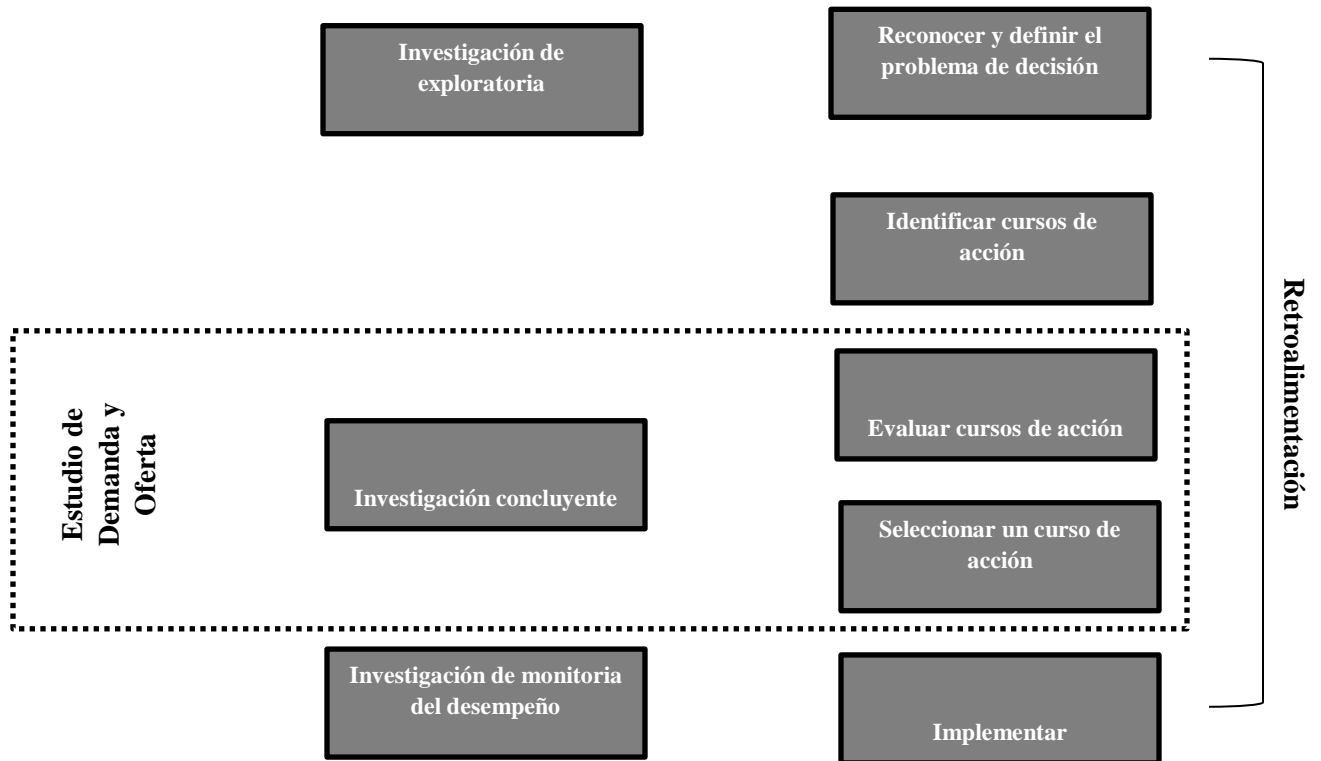 Investigación de
exploratoria
Reconocer y definir el
problema de decisión
Identificar cursos de
acción
Estudio de
Demanda y
Oferta
Investigación concluyente
Evaluar cursos de acción
Seleccionar un curso de
acción
Investigación de monitoria
del desempeño
Implementar
Retroalimentación